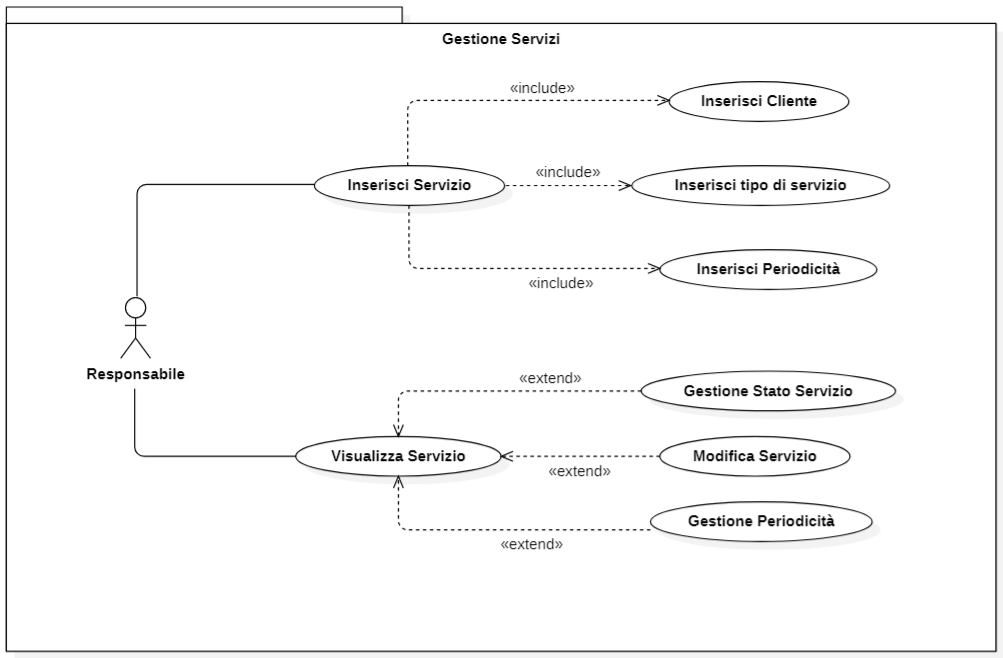 Gestione Servizi
«include»
Inserisci Cliente
Inserisci Servizio
«include»
Inserisci tipo di servizio
Inserisci Periodicità
«include»
Responsabile
«extend»
Gestione Stato Servizio
Visualizza Servizio
Modifica Servizio
«extend»
Gestione Periodicità
«extend»